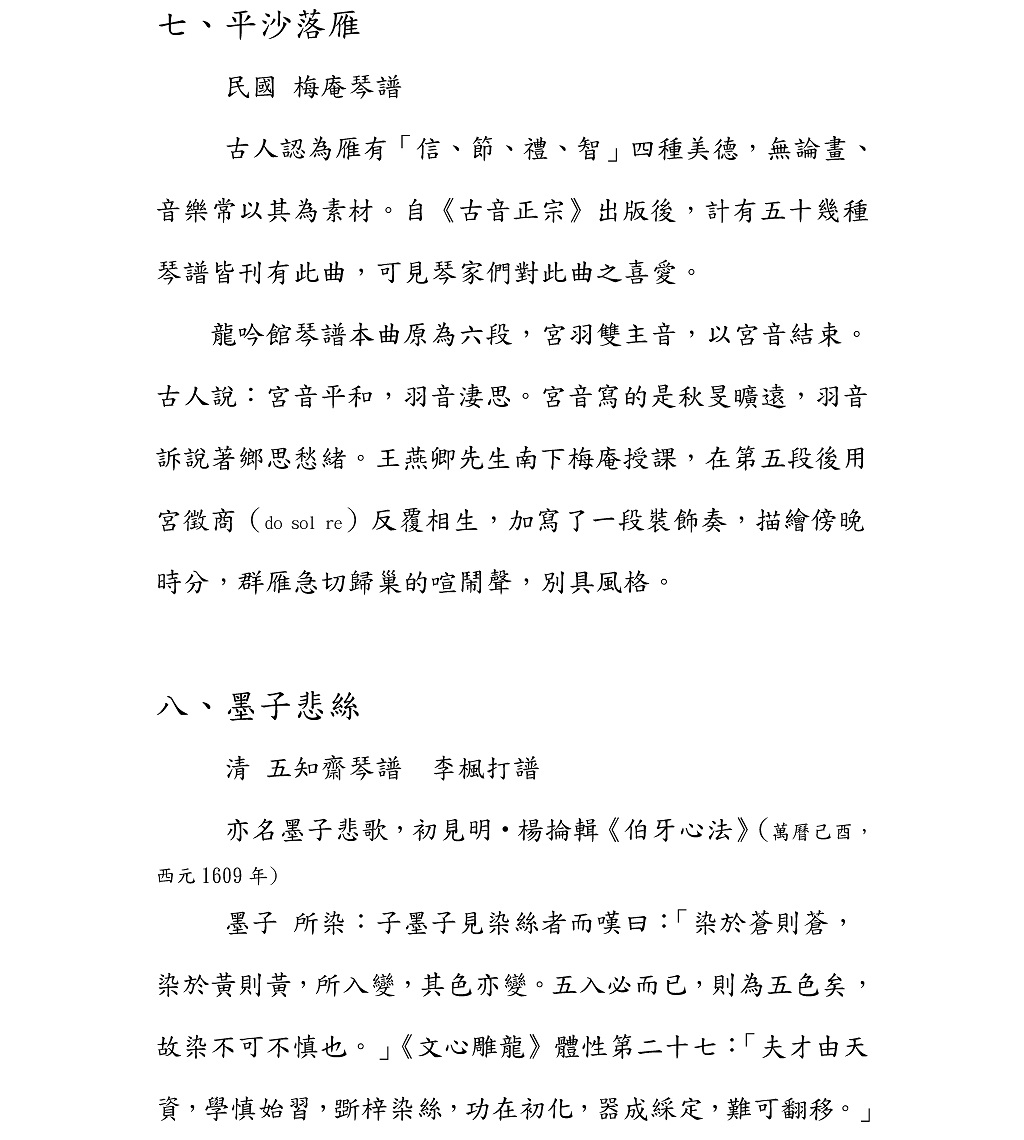 七、平沙落雁
民國 梅庵琴譜
古人認為雁有「信、節、禮、智」四種美德，無論畫、
音樂常以其為素材。自《古音正宗》出版後，計有五十幾種
琴譜皆刊有此曲，可見琴家們對此曲之喜愛。
龍吟館琴譜本曲原為六段，宮羽雙主音，以宮音結束。
古人說：宮音平和，羽音淒思。宮音寫的是秋旻曠遠，羽音
訴說著鄉思愁緒。王燕卿先生南下梅庵授課，在第五段後用
宮徵商（do sol re）反覆相生，加寫了一段裝飾奏，描繪傍晚
時分，群雁急切歸巢的喧鬧聲，別具風格。
八、墨子悲絲
清 五知齋琴譜　李楓打譜
亦名墨子悲歌，初見明‧楊掄輯《伯牙心法》（萬曆己酉，
西元1609年）
墨子 所染：子墨子見染絲者而嘆曰：「染於蒼則蒼，
染於黃則黃，所入變，其色亦變。五入必而已，則為五色矣，
故染不可不慎也。」《文心雕龍》體性第二十七：「夫才由天
資，學慎始習，斲梓染絲，功在初化，器成綵定，難可翻移。」